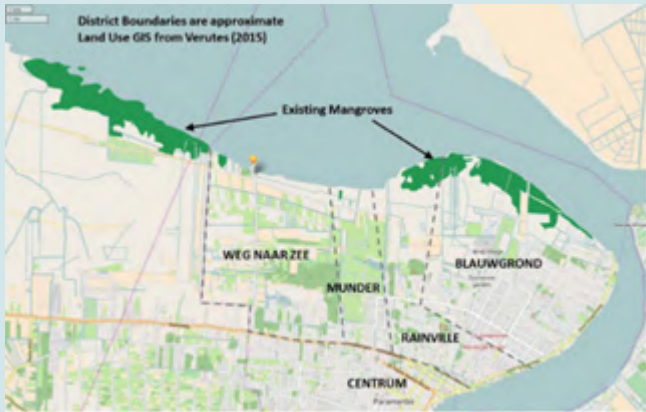 District Boundaries are approximate
Land Use GIS from Verutes (2015)
Existing Mangroves
WEG NAAR ZEE
BLAUWGROND
MUNDER
RAINVILLE
CENTRUM
Paramaribo